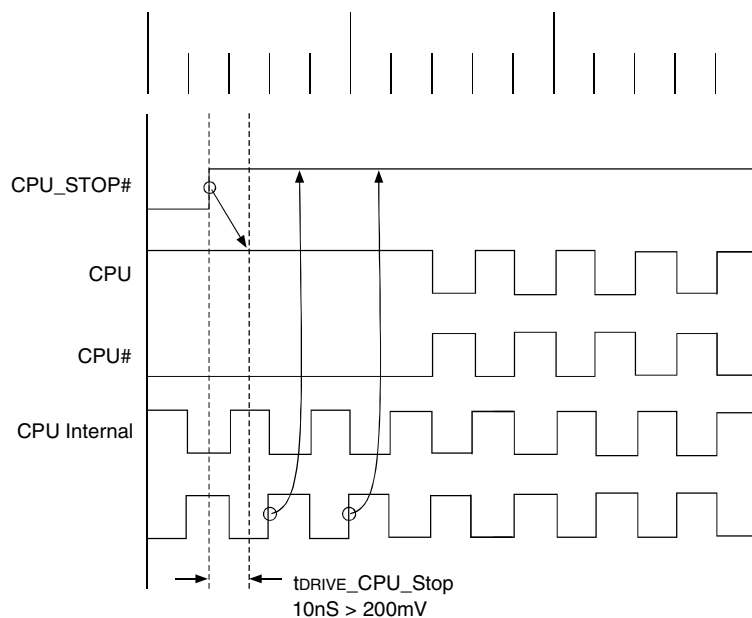 CPU_STOP#
CPU
CPU#
CPU Internal
tDRIVE_CPU_Stop
10nS > 200mV